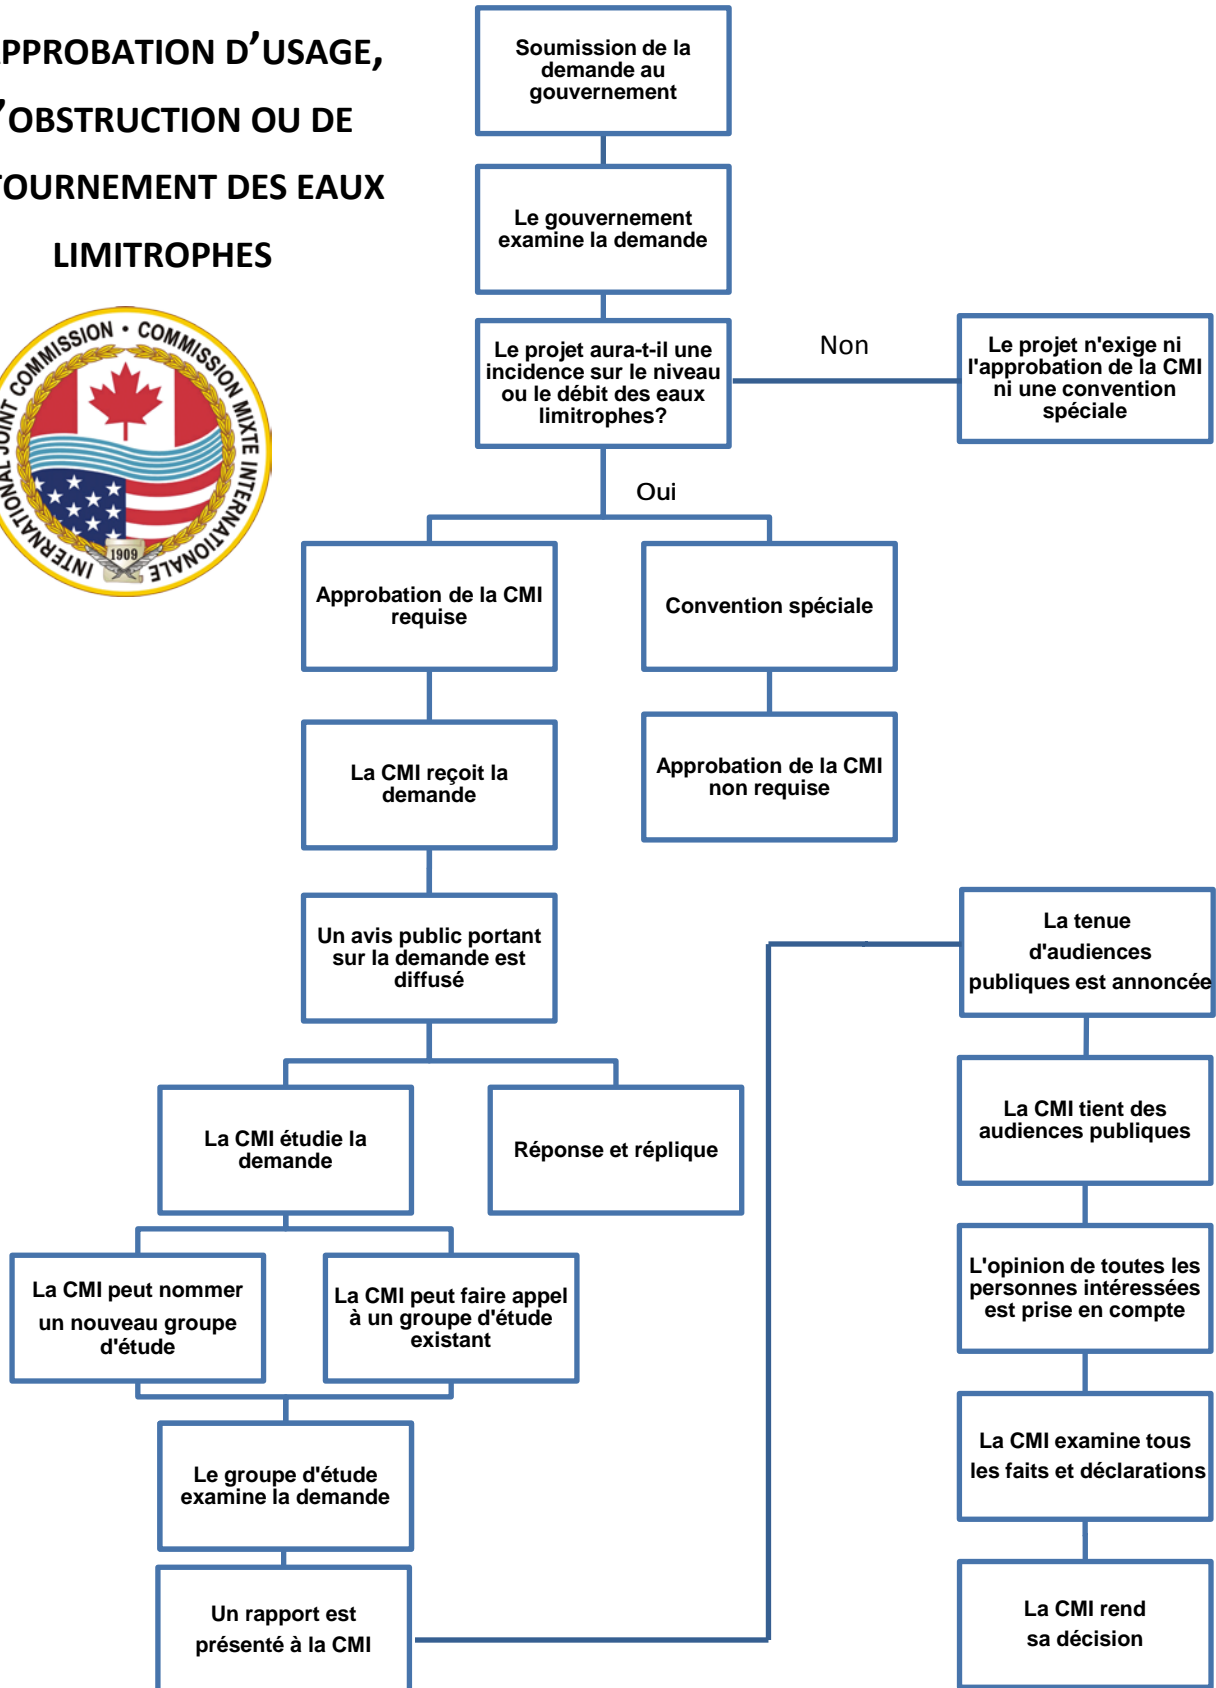 PPROBATION D'USAGE,
'OBSTRUCTION OU DE
TOURNEMENT DES EAUX
LIMITROPHES
INTERNATIONAL JOINT COMMISSION • COMMISSION MIXTE INTERNATIONALE
1909
Soumission de la
demande au
gouvernement
Le gouvernement
examine la demande
Le projet aura-t-il une
incidence sur le niveau
ou le débit des eaux
limitrophes?
Non
Le projet n'exige ni
l'approbation de la CMI
ni une convention
spéciale
Oui
Approbation de la CMI
requise
Convention spéciale
La CMI reçoit la
demande
Approbation de la CMI
non requise
Un avis public portant
sur la demande est
diffusé
La CMI étudie la
demande
Réponse et réplique
La CMI peut nommer
un nouveau groupe
d'étude
La CMI peut faire appel
à un groupe d'étude
existant
Le groupe d'étude
examine la demande
Un rapport est
présenté à la CMI
La tenue
d'audiences
publiques est annoncée
La CMI tient des
audiences publiques
L'opinion de toutes les
personnes intéressées
est prise en compte
La CMI examine tous
les faits et déclarations
La CMI rend
sa décision